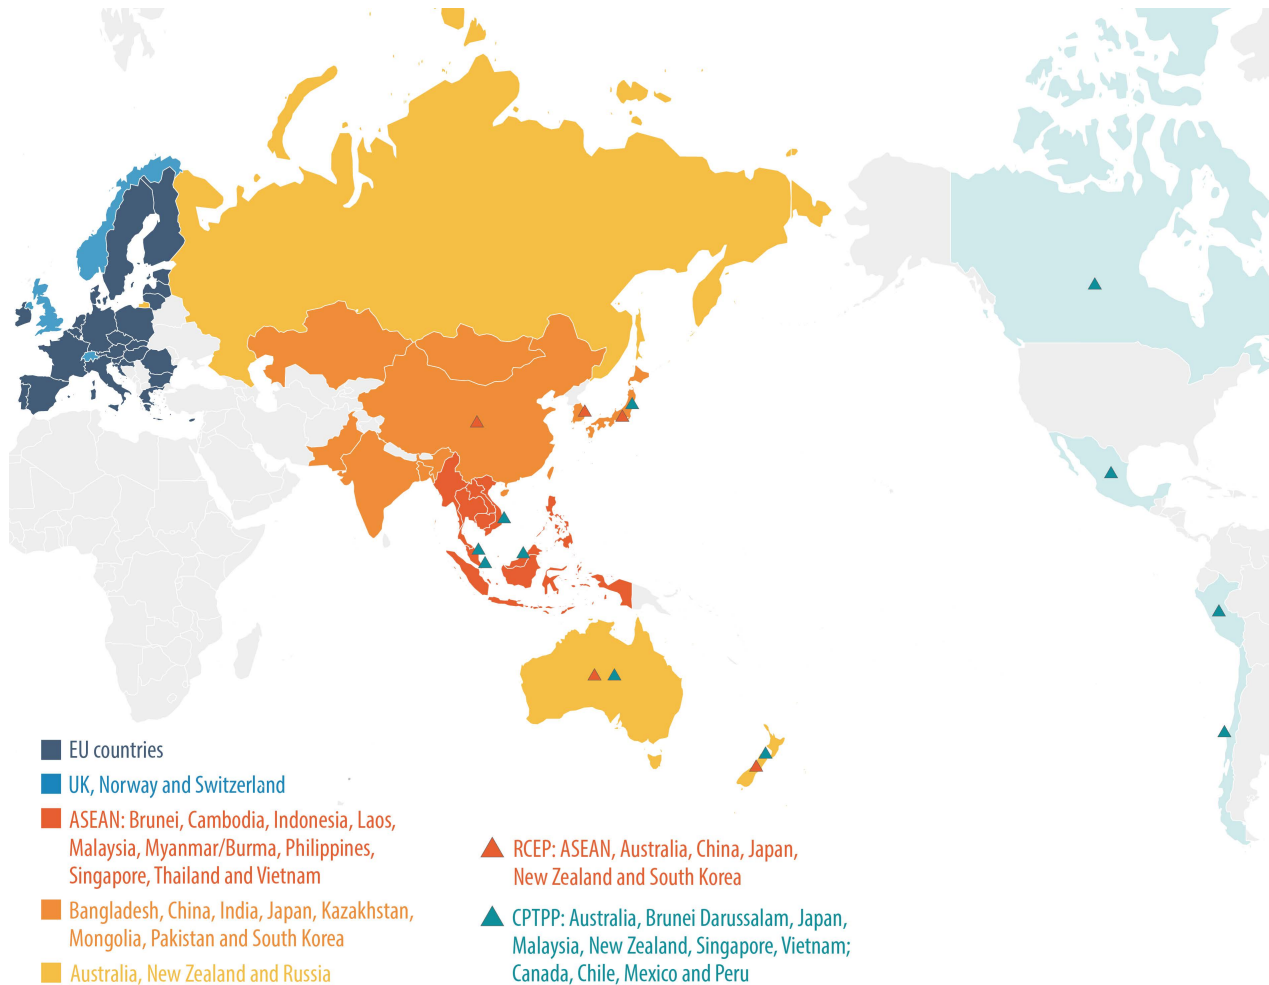 EU countries
UK, Norway and Switzerland
ASEAN: Brunei, Cambodia, Indonesia, Laos,
Malaysia, Myanmar/Burma, Philippines,
Singapore, Thailand and Vietnam
Bangladesh, China, India, Japan, Kazakhstan,
Mongolia, Pakistan and South Korea
Australia, New Zealand and Russia
RCEP: ASEAN, Australia, China, Japan,
New Zealand and South Korea
CPTPP: Australia, Brunei Darussalam, Japan,
Malaysia, New Zealand, Singapore, Vietnam;
Canada, Chile, Mexico and Peru